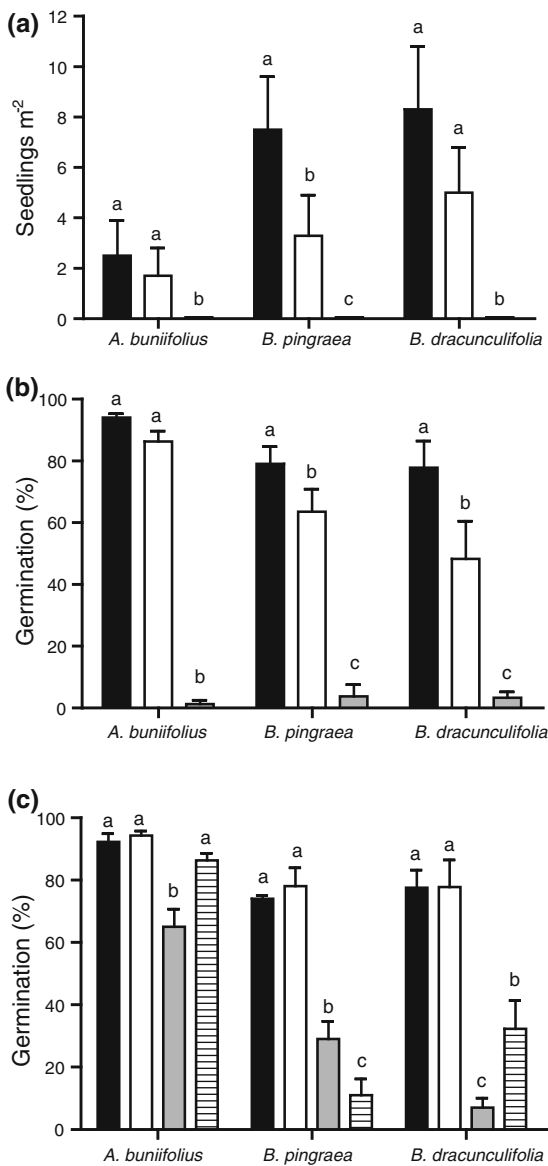 (a)
Seedlings m-2
12
10
8
6
4
2
0
a
a
b
a
b
c
a
a
b
A. buniifolius
B. pingraea
B. dracunculifolia
(b)
Germination (%)
100
80
60
40
20
0
a
a
b
a
b
c
a
b
c
A. buniifolius
B. pingraea
B. dracunculifolia
(c)
Germination (%)
100
80
60
40
20
0
a
a
b
a
a
a
b
c
a
a
c
b
A. buniifolius
B. pingraea
B. dracunculifolia